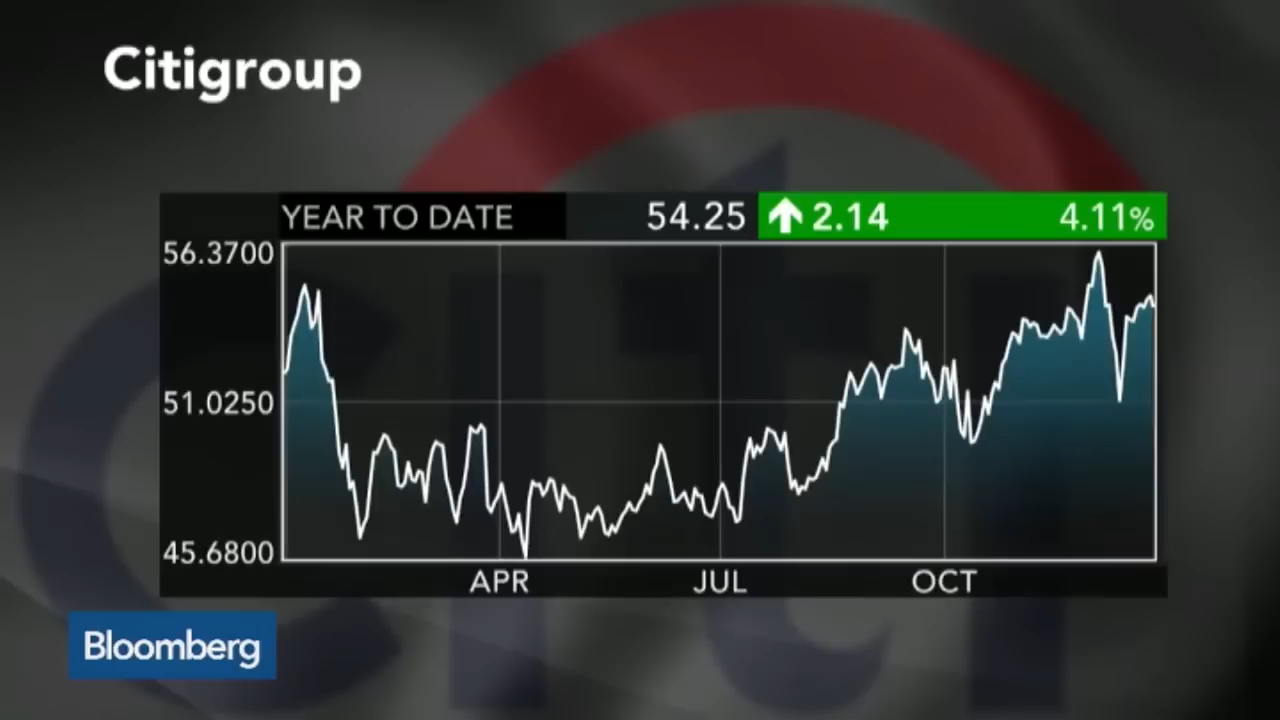 Citigroup
YEAR TO DATE 54.25 2.14 4.11%
56.3700
51.0250
45.6800
APR JUL OCT
Bloomberg
citi